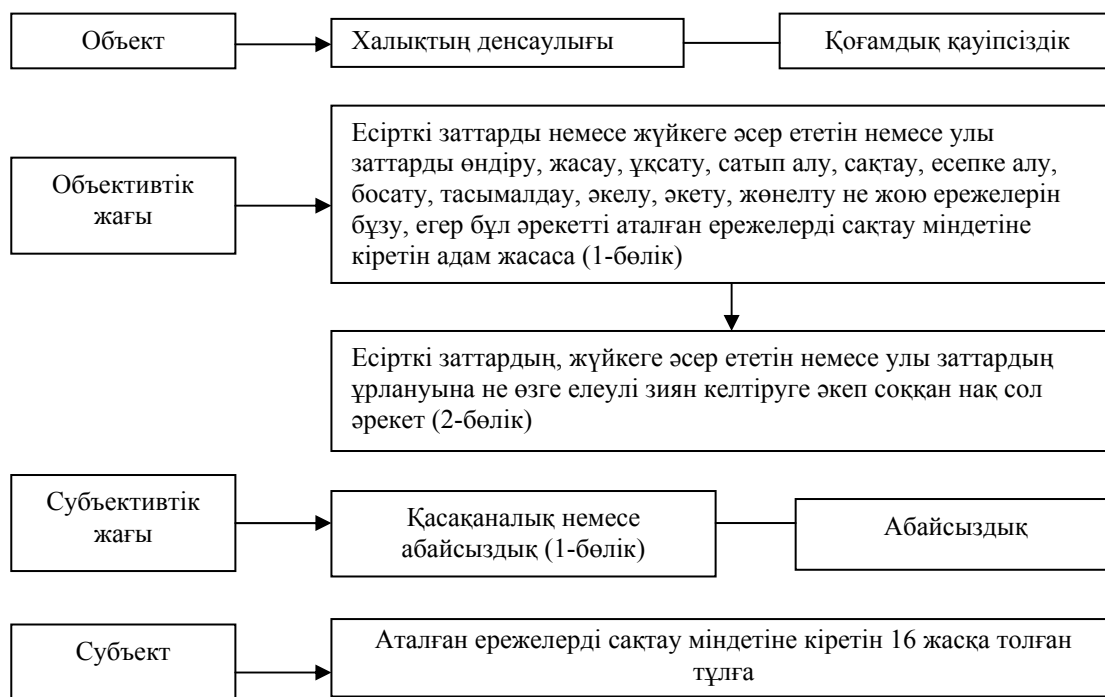 Объект
Халықтың денсаулығы
Қоғамдық қауіпсіздік
Объективтік
жағы
Есірткі заттарды немесе жүйкеге әсер ететін немесе улы
заттарды өндіру, жасау, ұқсату, сатып алу, сақтау, есепке алу,
босату, тасымалдау, әкелу, әкету, жөнелту не жою ережелерін
бұзу, егер бұл әрекетті аталған ережелерді сақтау міндетіне
кіретін адам жасаса (1-бөлік)
Есірткі заттардың, жүйкеге әсер ететін немесе улы заттардың
ұрлануына не өзге елеулі зиян келтіруге әкеп соққан нақ сол
әрекет (2-бөлік)
Субъективтік
жағы
Қасақаналық немесе
абайсыздық (1-бөлік)
Абайсыздық
Субъект
Аталған ережелерді сақтау міндетіне кіретін 16 жасқа толған
тұлға